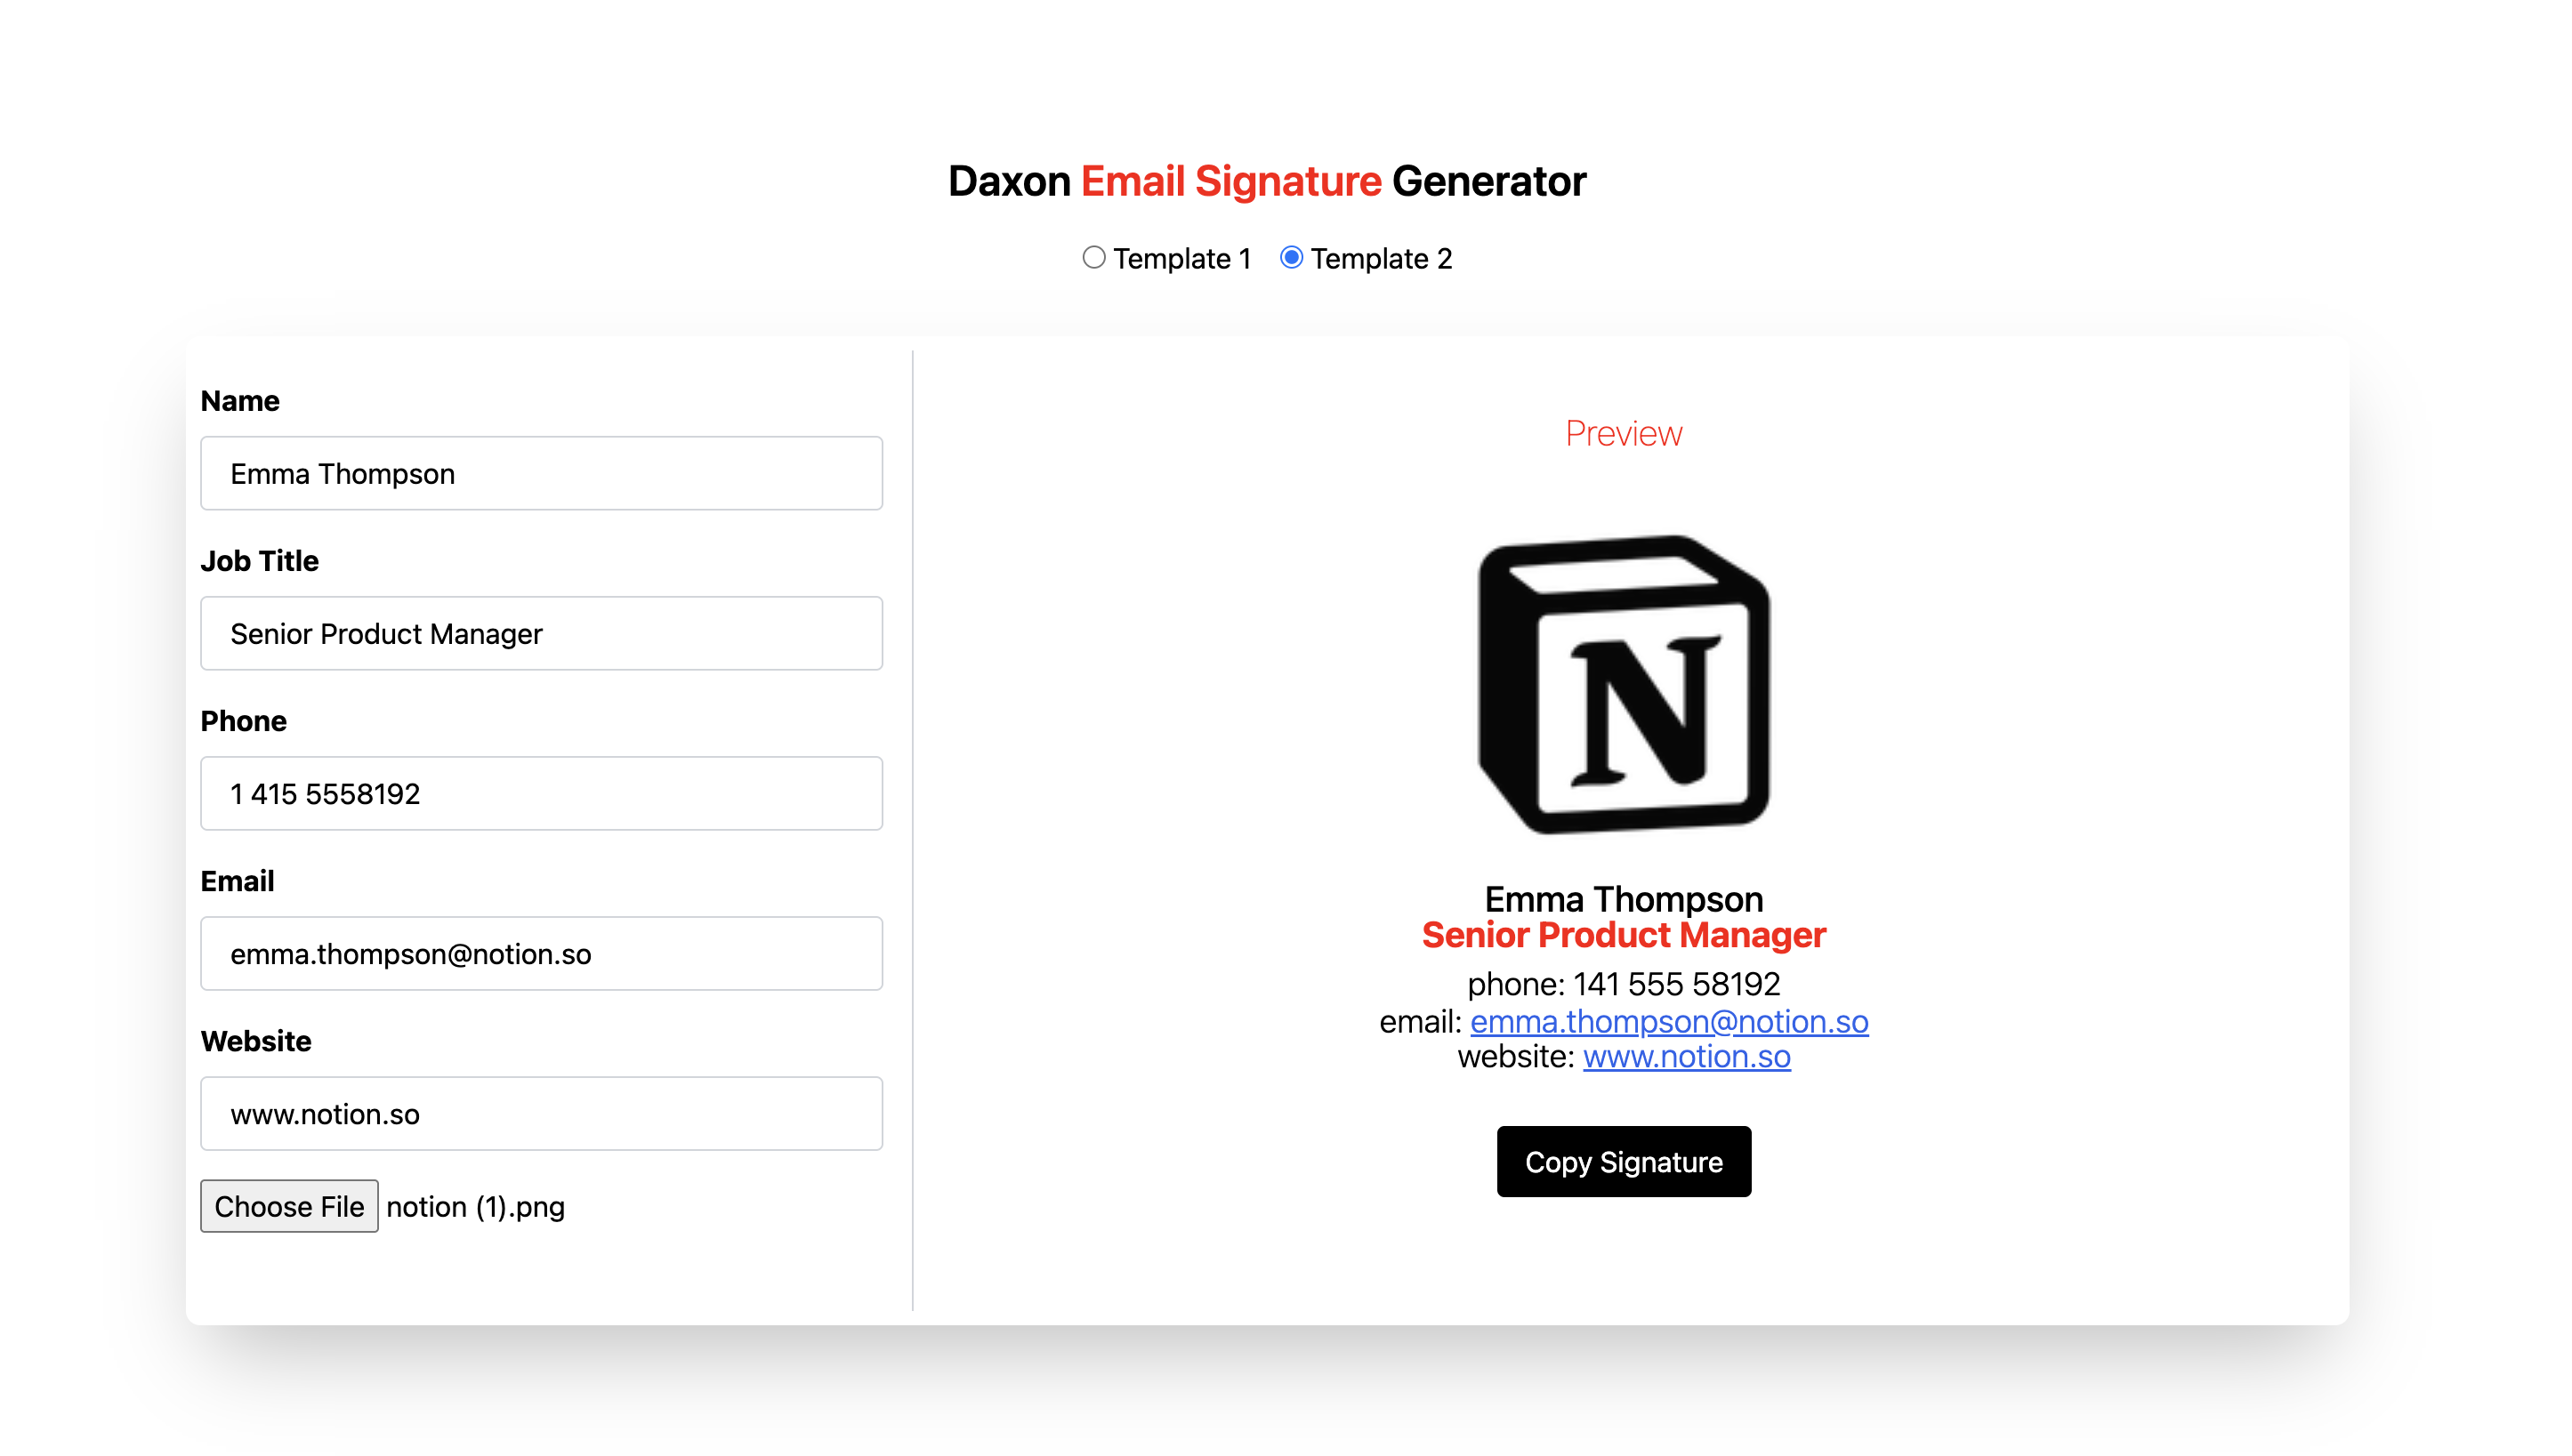 Daxon Email Signature Generator
Template 1 Template 2
Name
Emma Thompson
Job Title
Senior Product Manager
Phone
1 415 5558192
Email
emma.thompson@notion.so
Website
www.notion.so
Choose File notion (1).png
Preview
N
Emma Thompson
Senior Product Manager
phone: 141 555 58192
email: emma.thompson@notion.so
website: www.notion.so
Copy Signature